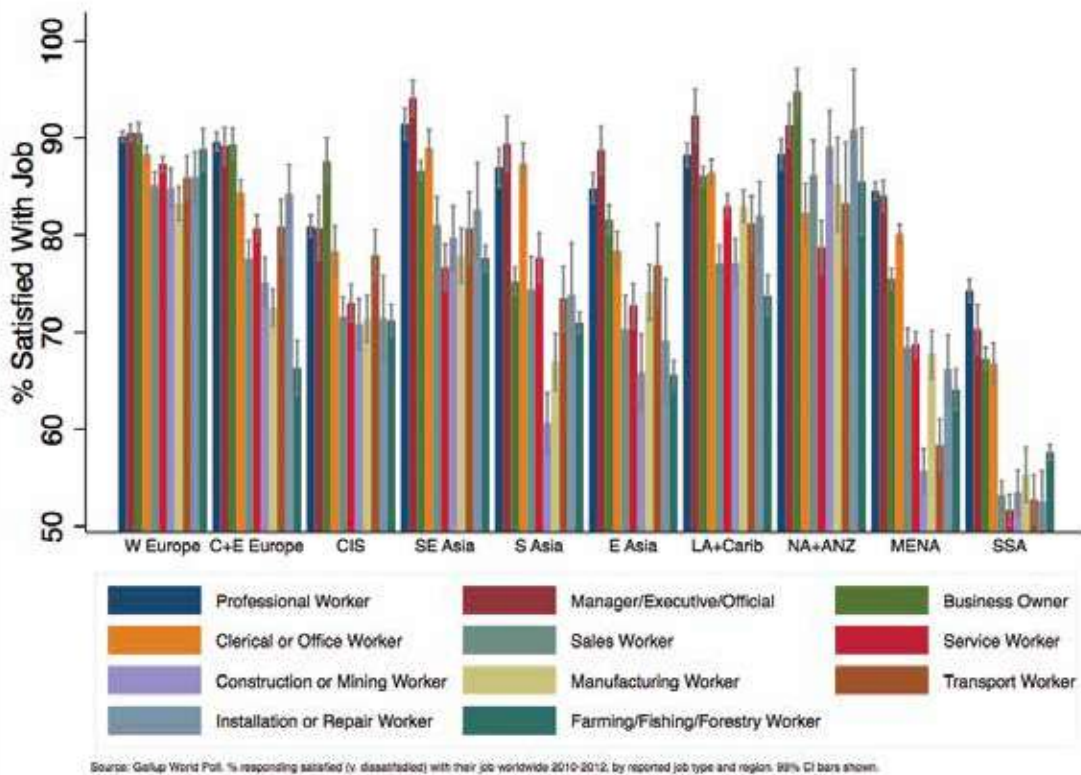 100
90
80
70
60
50
% Satisfied With Job
W Europe C+E Europe CIS SE Asia S Asia E Asia LA+Carib NA+ANZ MENA SSA
Professional Worker Manager/Executive/Official Business Owner
Clerical or Office Worker Sales Worker Service Worker
Construction or Mining Worker Manufacturing Worker Transport Worker
Installation or Repair Worker Farming/Fishing/Forestry Worker
Source: Gallup World Poll. % responding satisfied (v. dissatisfied) with their job worldwide 2010-2012, by reported job type and region. 99% CI bars shown.